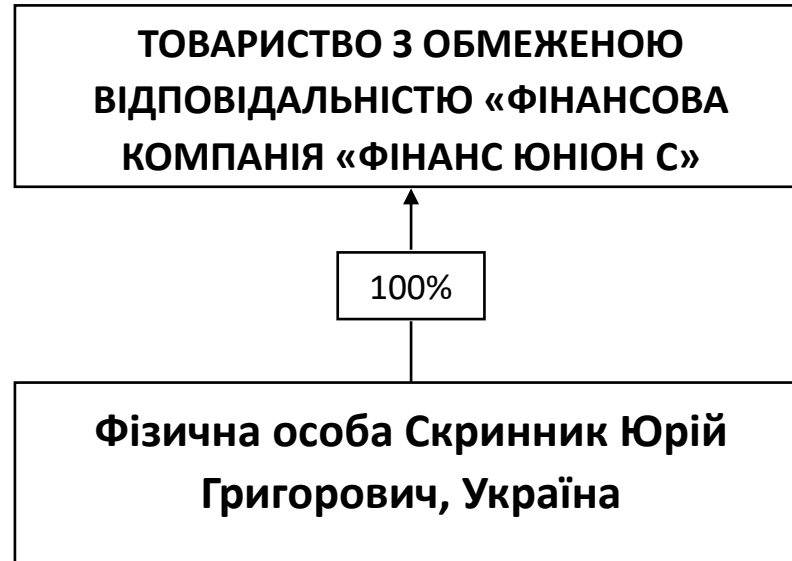 ТОВАРИСТВО З ОБМЕЖЕНОЮ
ВІДПОВІДАЛЬНІСТЮ «ФІНАНСОВА
КОМПАНІЯ «ФІНАНС ЮНІОН С»
100%
Фізична особа Скринник Юрій
Григорович, Україна